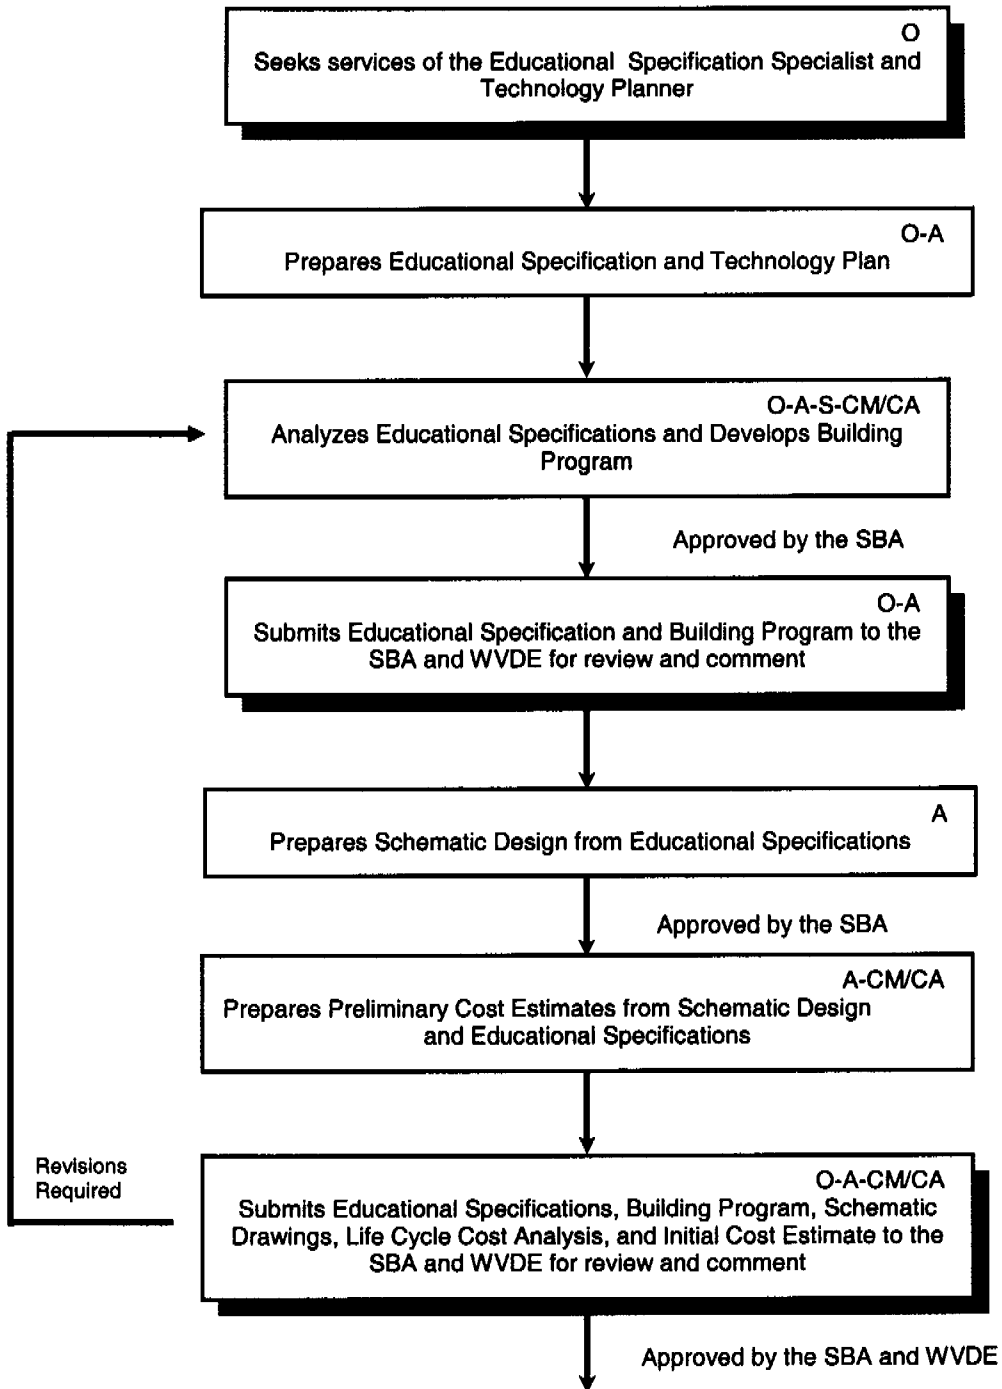 O
Seeks services of the Educational Specification Specialist and
Technology Planner
O-A
Prepares Educational Specification and Technology Plan
O-A-S-CM/CA
Analyzes Educational Specifications and Develops Building
Program
Approved by the SBA
O-A
Submits Educational Specification and Building Program to the
SBA and WVDE for review and comment
A
Prepares Schematic Design from Educational Specifications
Approved by the SBA
A-CM/CA
Prepares Preliminary Cost Estimates from Schematic Design
and Educational Specifications
Revisions
Required
O-A-CM/CA
Submits Educational Specifications, Building Program, Schematic
Drawings, Life Cycle Cost Analysis, and Initial Cost Estimate to the
SBA and WVDE for review and comment
Approved by the SBA and WVDE